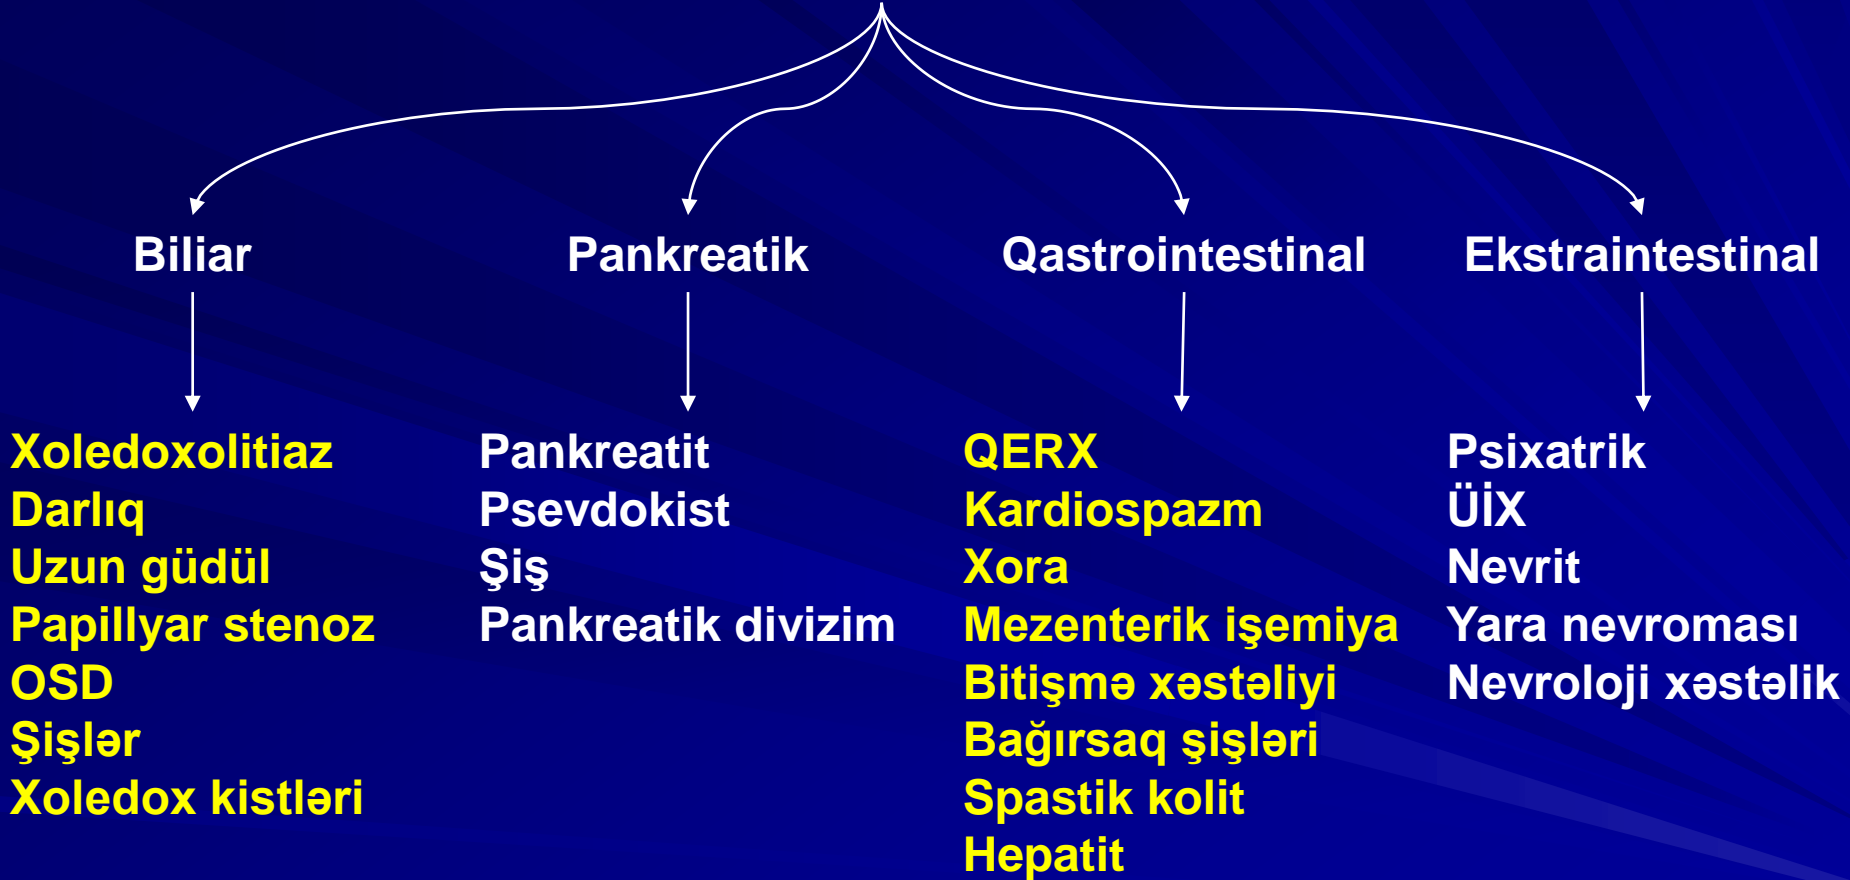 Biliar
Pankreatik
Qastrointestinal
Ekstraintestinal
Xoledoxolitiaz
Darlıq
Uzun güdül
Papillyar stenoz
OSD
Şişlər
Xoledox kistləri
Pankreatit
Psevdokist
Şiş
Pankreatik divizim
QERX
Kardiospazm
Xora
Mezenterik işemiya
Bitişmə xəstəliyi
Bağırsaq şişləri
Spastik kolit
Hepatit
Psixatrik
ÜİX
Nevrit
Yara nevroması
Nevroloji xəstəlik